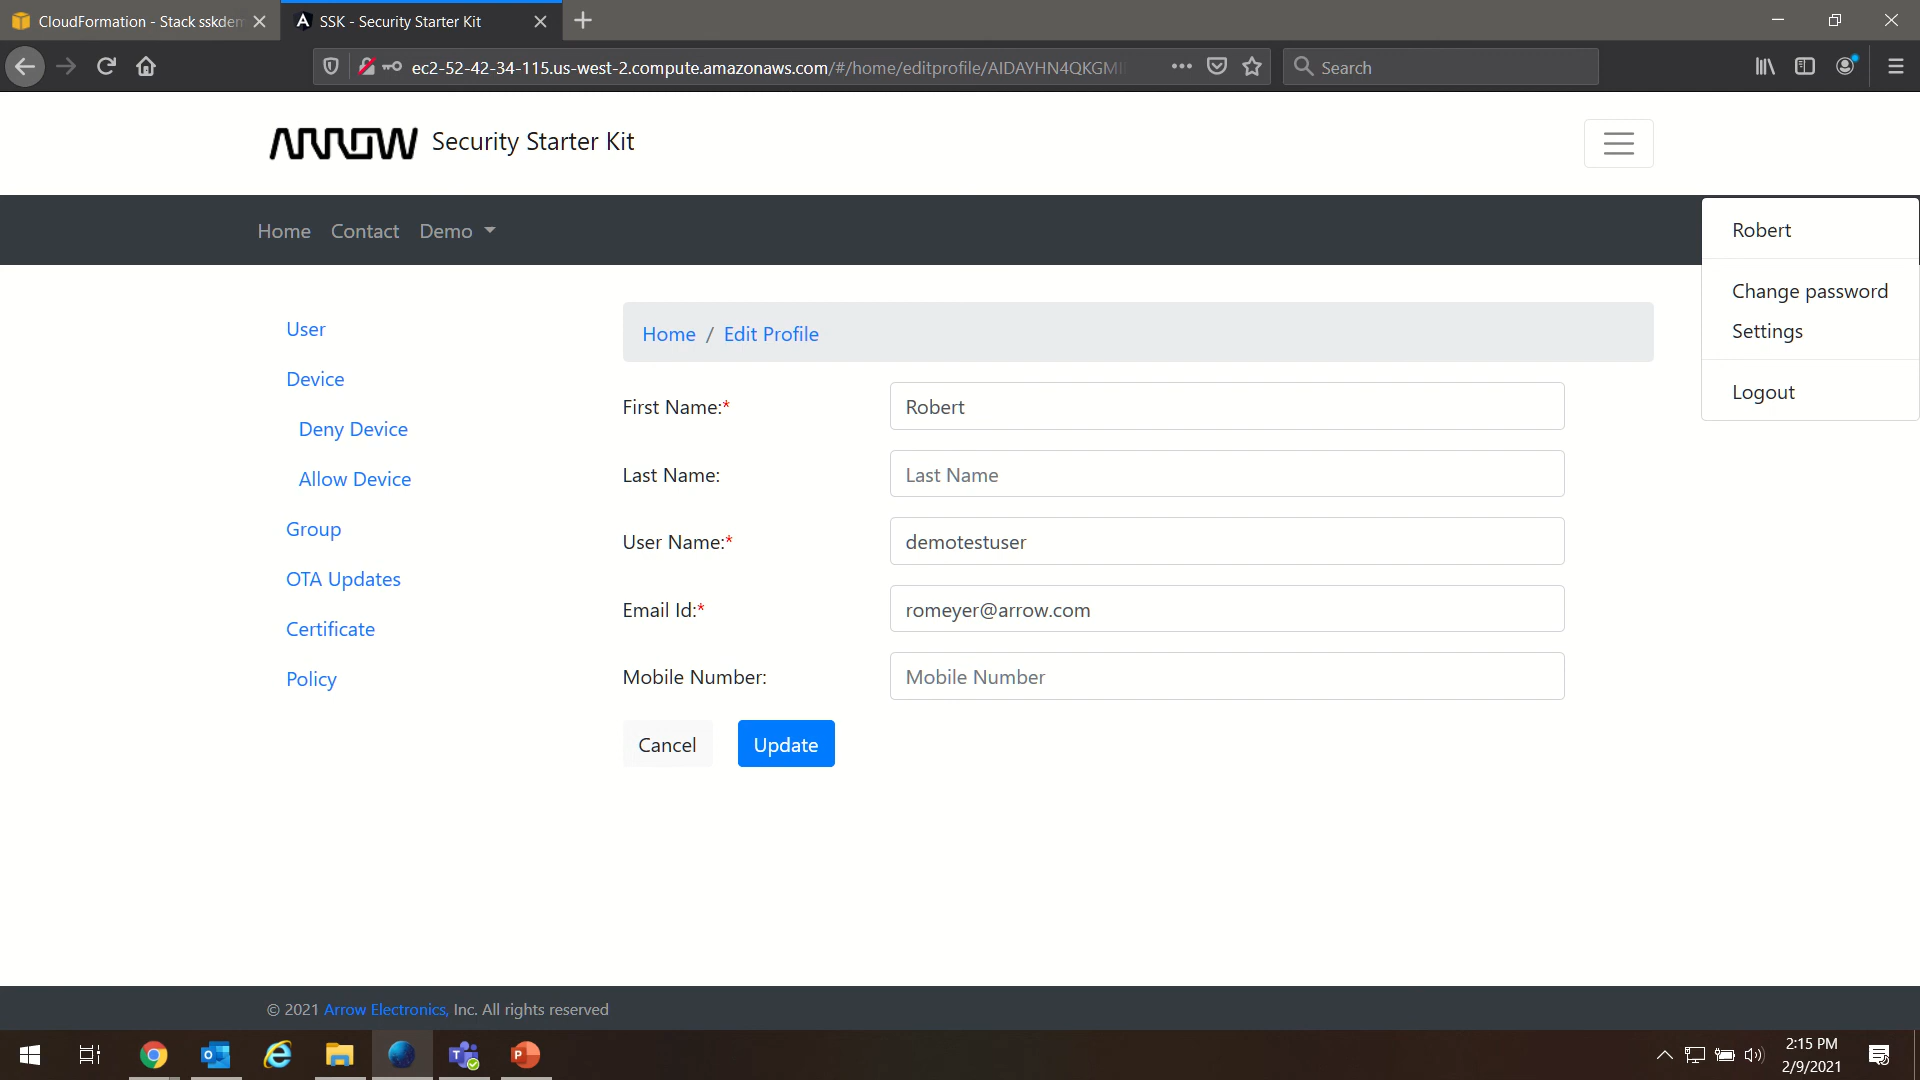 CloudFormation - Stack sskdem
SSK - Security Starter Kit
ec2-52-42-34-115.us-west-2.compute.amazonaws.com/#/home/editprofile/AIDAYHN4QKGMI
Search
ARROW Security Starter Kit
Home Contact Demo
Robert
Change password
Settings
Logout
User
Device
Deny Device
Allow Device
Group
OTA Updates
Certificate
Policy
Home / Edit Profile
First Name:* Robert
Last Name: Last Name
User Name:* demotestuser
Email Id:* romeyer@arrow.com
Mobile Number: Mobile Number
Cancel Update
© 2021 Arrow Electronics, Inc. All rights reserved
2:15 PM
2/9/2021